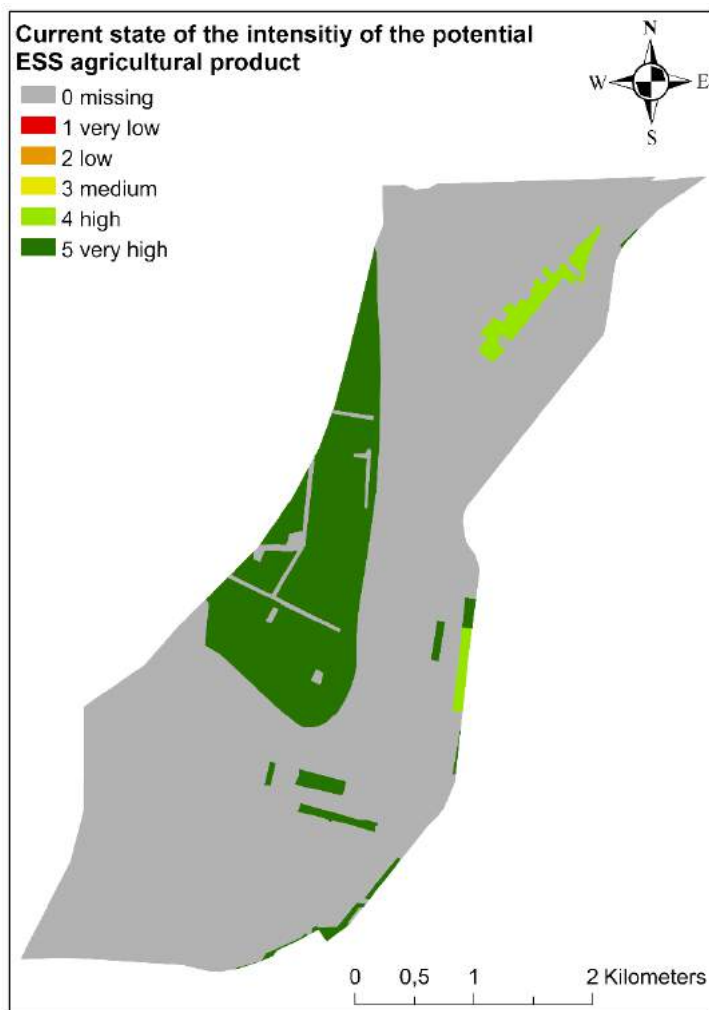 Current state of the intensitiy of the potential
ESS agricultural product
0 missing
1 very low
2 low
3 medium
4 high
5 very high
N
W E
S
0 0,5 1 2 Kilometers